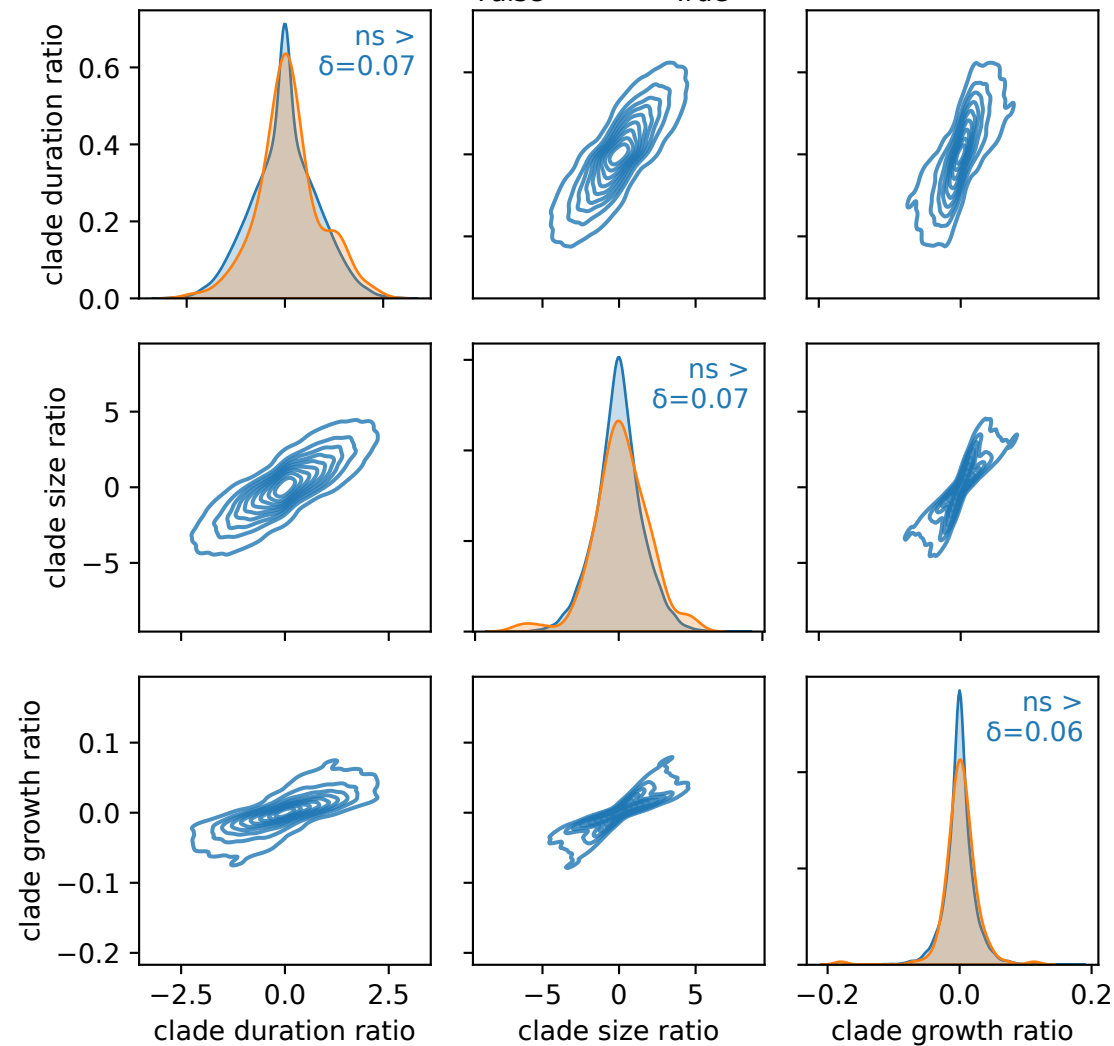 clade duration ratio
0.6
0.4
0.2
0.0
ns >
δ=0.07
clade size ratio
5
0
−5
ns >
δ=0.07
clade growth ratio
0.1
0.0
−0.1
−0.2
ns >
δ=0.06
−2.5 0.0 2.5
−5 0 5
−0.2 0.0 0.2
clade duration ratio
clade size ratio
clade growth ratio